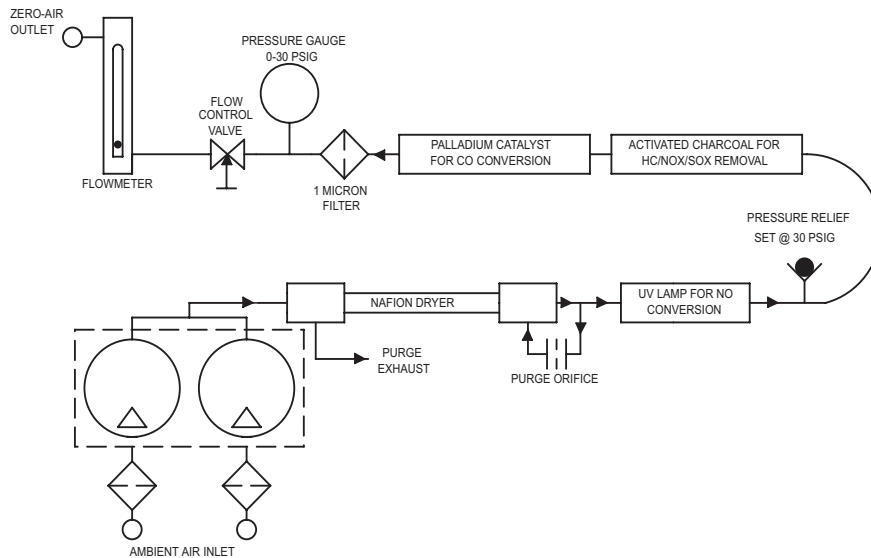 ZERO-AIR
OUTLET
PRESSURE GAUGE
0-30 PSIG
FLOW
CONTROL
VALVE
PALLADIUM CATALYST
FOR CO CONVERSION
ACTIVATED CHARCOAL FOR
HC/NOX/SOX REMOVAL
FLOWMETER
1 MICRON
FILTER
PRESSURE RELIEF
SET @ 30 PSIG
NAFION DRYER
UV LAMP FOR NO
CONVERSION
PURGE
EXHAUST
PURGE ORIFICE
AMBIENT AIR INLET